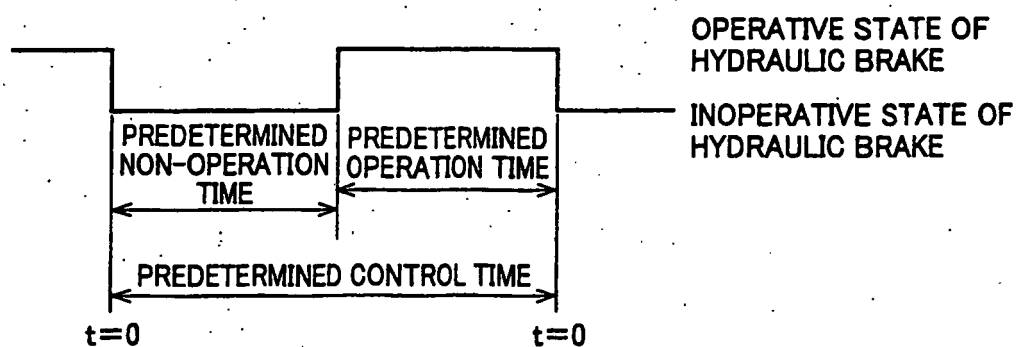 OPERATIVE STATE OF
HYDRAULIC BRAKE
INOPERATIVE STATE OF
HYDRAULIC BRAKE
PREDETERMINED
NON-OPERATION
TIME
PREDETERMINED
OPERATION TIME
PREDETERMINED CONTROL TIME
t=0
t=0